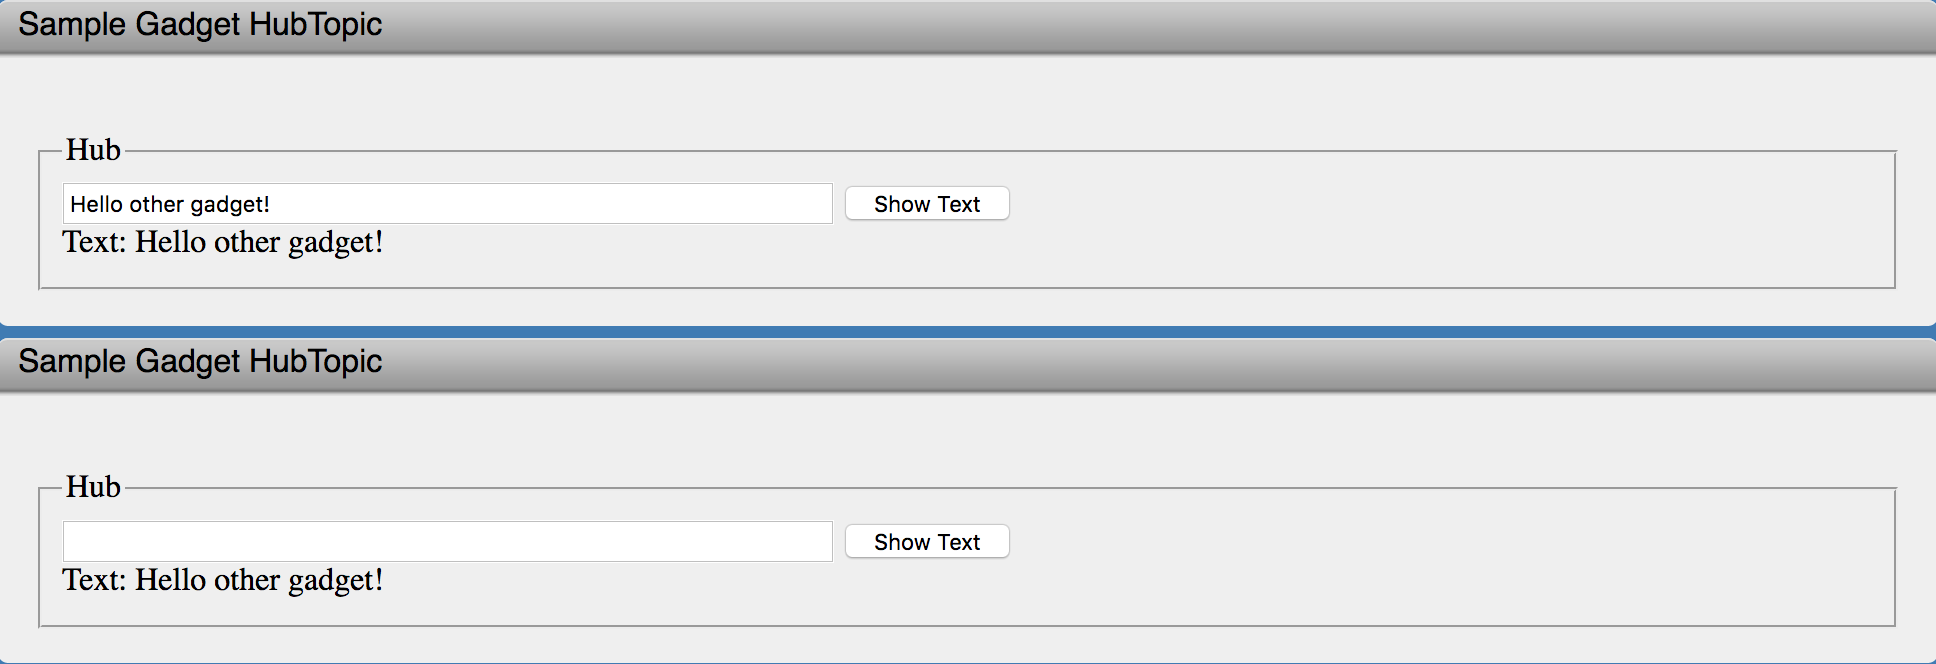 Sample Gadget HubTopic
Hub
Hello other gadget! Show Text
Text: Hello other gadget!
Sample Gadget HubTopic
Hub
Show Text
Text: Hello other gadget!